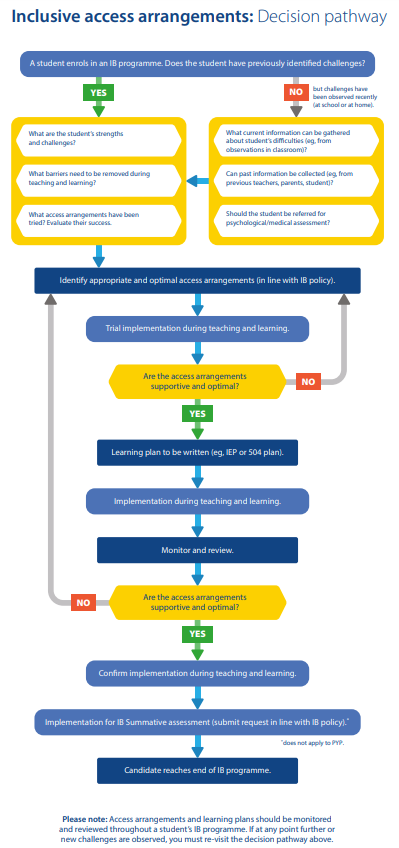 Inclusive access arrangements: Decision pathway
A student enrols in an IB programme. Does the student have previously identified challenges?
YES
NO
but challenges have
been observed recently
(at school or at home).
What are the student's strengths
and challenges?
What barriers need to be removed during
teaching and learning?
What access arrangements have been
tried? Evaluate their success.
What current information can be gathered
about student's difficulties (eg, from
observations in classroom)?
Can past information be collected (eg, from
previous teachers, parents, student)?
Should the student be referred for
psychological/medical assessment?
Identify appropriate and optimal access arrangements (in line with IB policy).
Trial implementation during teaching and learning.
Are the access arrangements
supportive and optimal?
NO
YES
Learning plan to be written (eg, IEP or 504 plan).
Implementation during teaching and learning.
Monitor and review.
Are the access arrangements
supportive and optimal?
NO
YES
Confirm implementation during teaching and learning.
Implementation for IB Summative assessment (submit request in line with IB policy).*
*does not apply to PYP.
Candidate reaches end of IB programme.
Please note: Access arrangements and learning plans should be monitored
and reviewed throughout a student's IB programme. If at any point further or
new challenges are observed, you must re-visit the decision pathway above.